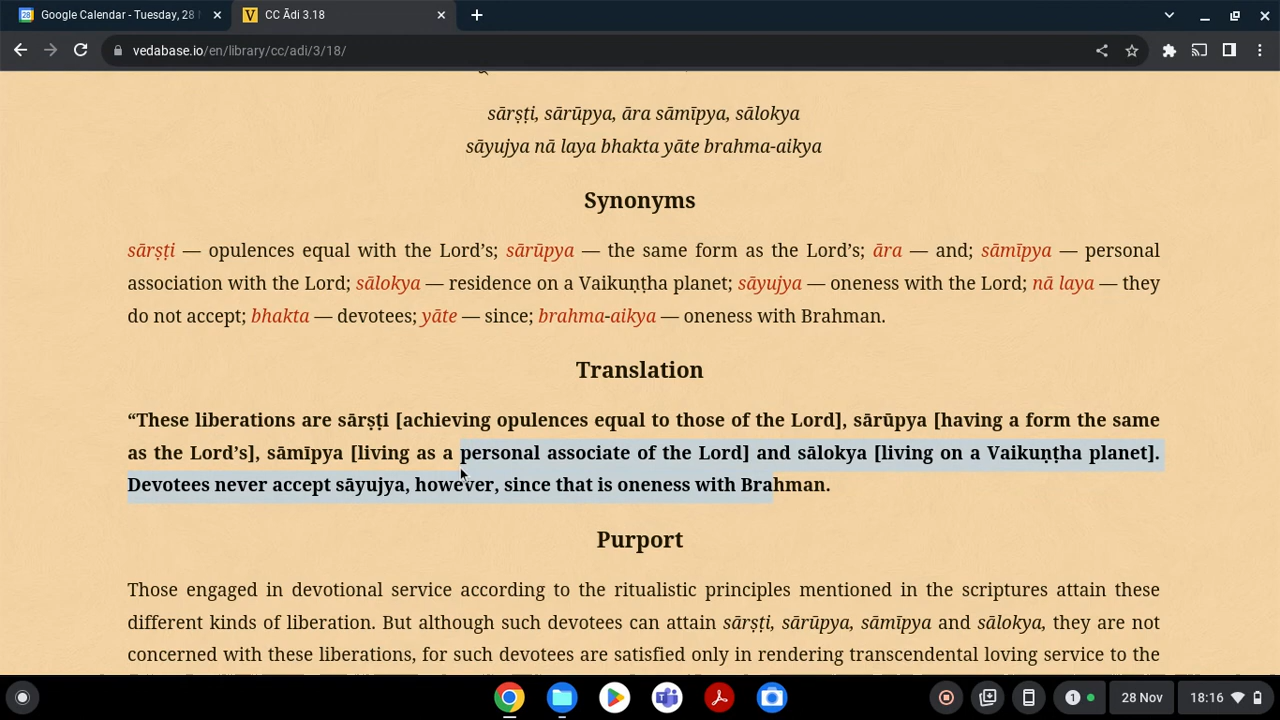 Google Calendar - Tuesday, 28
CC Ādi 3.18
vedabase.io/en/library/cc/adi/3/18/
sārṣṭi, sārūpya, āra sāmīpya, sālokya
sāyujya nā laya bhakta yāte brahma-aikya
Synonyms
sārṣṭi — opulences equal with the Lord’s; sārūpya — the same form as the Lord’s; āra — and; sāmīpya — personal
association with the Lord; sālokya — residence on a Vaikuṇṭha planet; sāyujya — oneness with the Lord; nā laya — they
do not accept; bhakta — devotees; yāte — since; brahma-aikya — oneness with Brahman.
Translation
“These liberations are sārṣṭi [achieving opulences equal to those of the Lord], sārūpya [having a form the same
as the Lord’s], sāmīpya [living as a personal associate of the Lord] and sālokya [living on a Vaikuṇṭha planet].
Devotees never accept sāyujya, however, since that is oneness with Brahman.
Purport
Those engaged in devotional service according to the ritualistic principles mentioned in the scriptures attain these
different kinds of liberation. But although such devotees can attain sārṣṭi, sārūpya, sāmīpya and sālokya, they are not
concerned with these liberations, for such devotees are satisfied only in rendering transcendental loving service to the
1
28 Nov
18:16